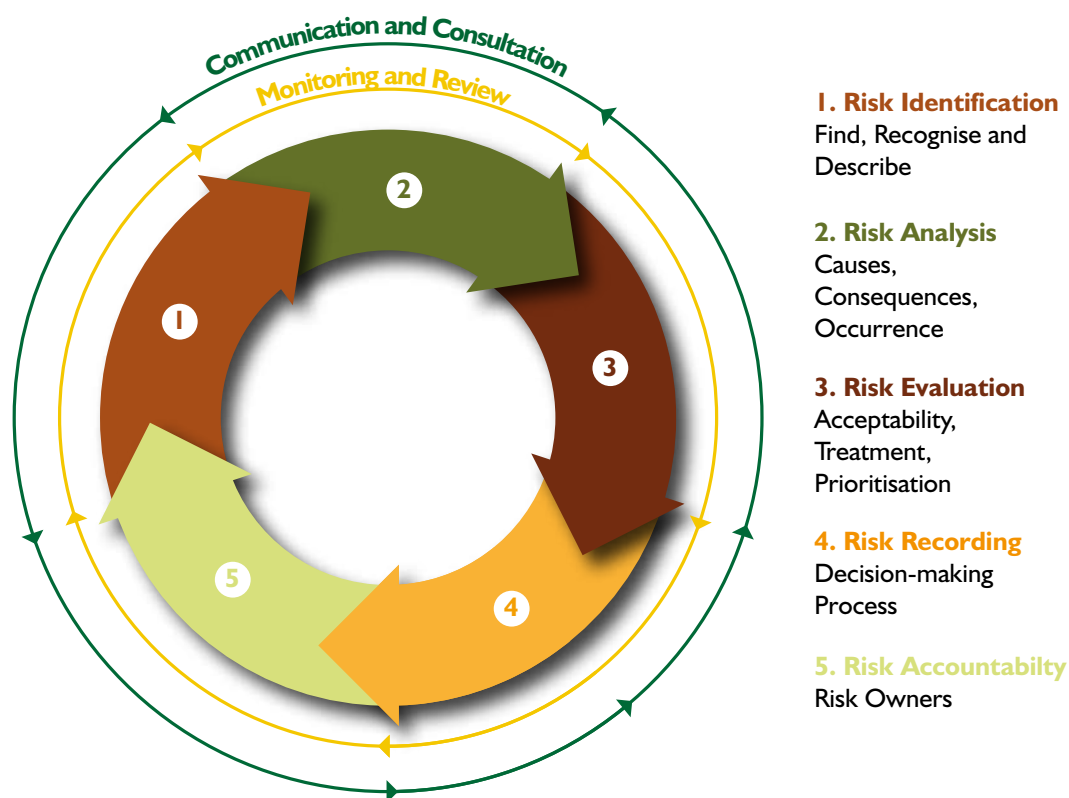 Communication and Consultation
Monitoring and Review
1
2
3
4
5
1. Risk Identification
Find, Recognise and
Describe
2. Risk Analysis
Causes,
Consequences,
Occurrence
3. Risk Evaluation
Acceptability,
Treatment,
Prioritisation
4. Risk Recording
Decision-making
Process
5. Risk Accountabilty
Risk Owners